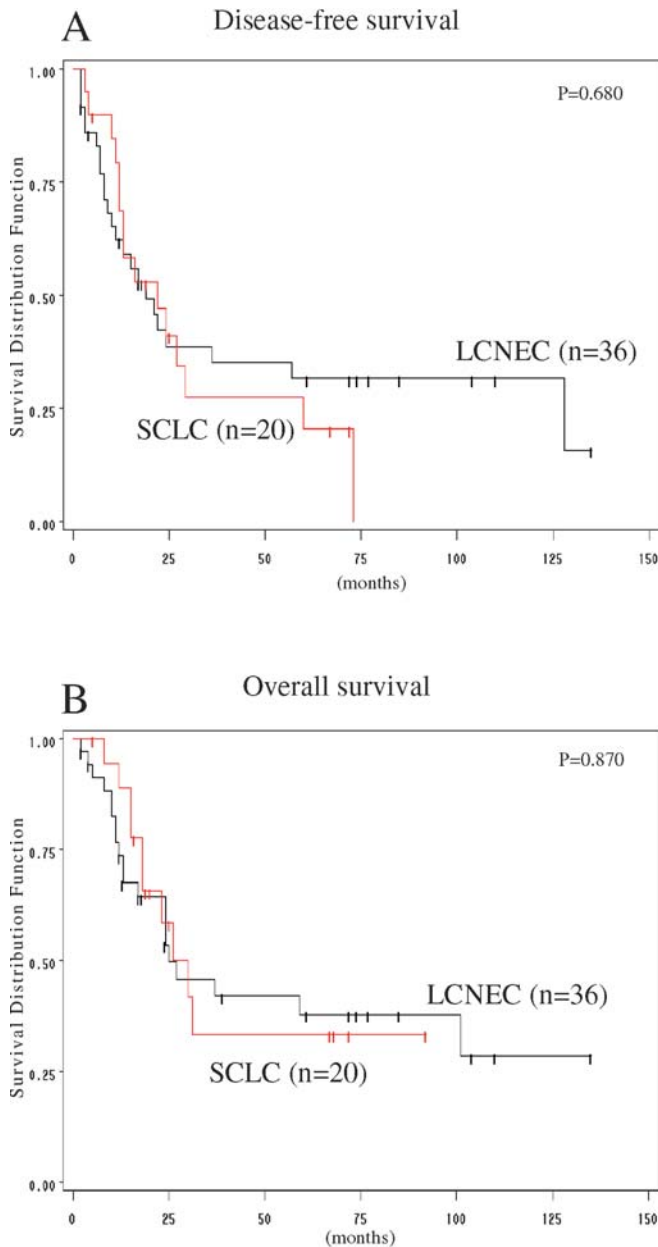 A
Disease-free survival
P=0.680
Survival Distribution Function
1.00
0.75
0.50
0.25
0.00
LCNEC (n=36)
SCLC (n=20)
0 25 50 75 100 125 150
(months)
B
Overall survival
P=0.870
Survival Distribution Function
1.00
0.75
0.50
0.25
0.00
LCNEC (n=36)
SCLC (n=20)
0 25 50 75 100 125 150
(months)